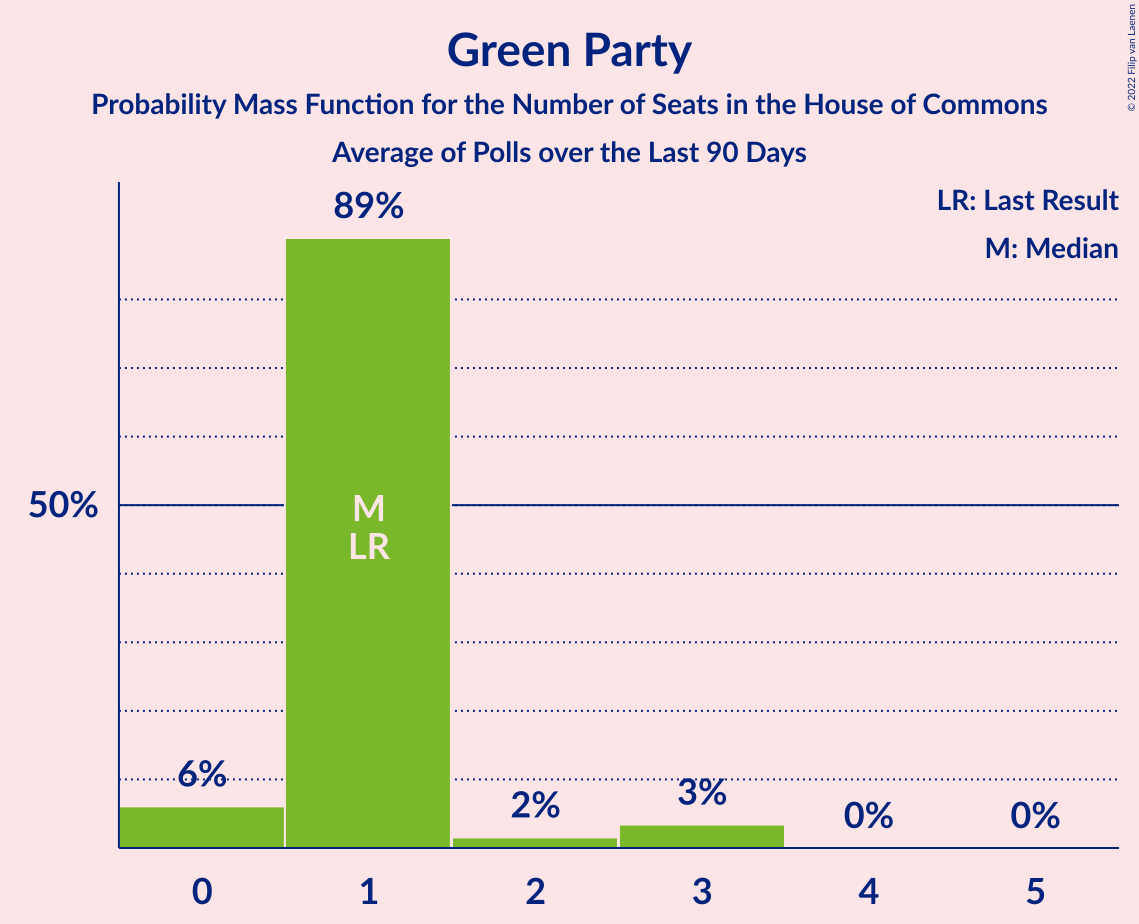 Green Party
Probability Mass Function for the Number of Seats in the House of Commons
Average of Polls over the Last 90 Days
© 2022 Filip van Laenen
LR: Last Result
M: Median
89%
50%
M
LR
6%
2%
3%
0%
0%
0 1 2 3 4 5